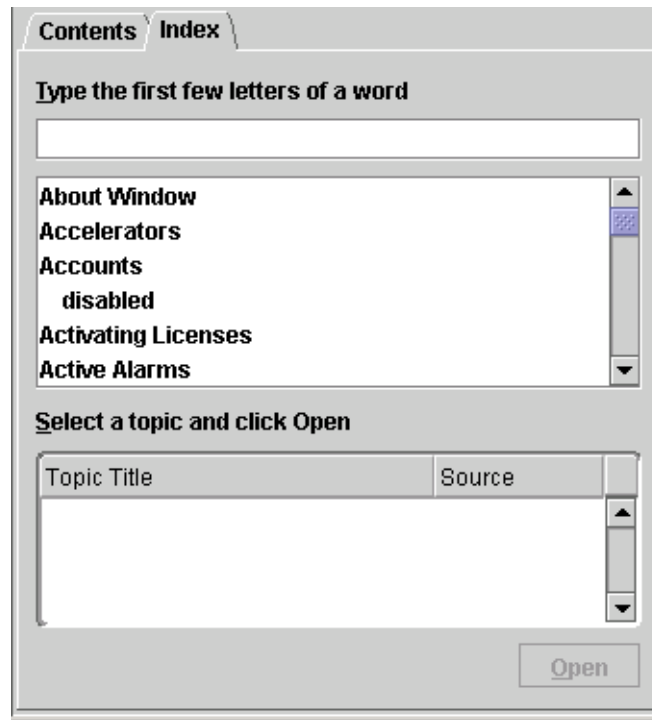 Contents Index
Type the first few letters of a word
About Window
Accelerators
Accounts
disabled
Activating Licenses
Active Alarms
Select a topic and click Open
Topic Title Source
Open